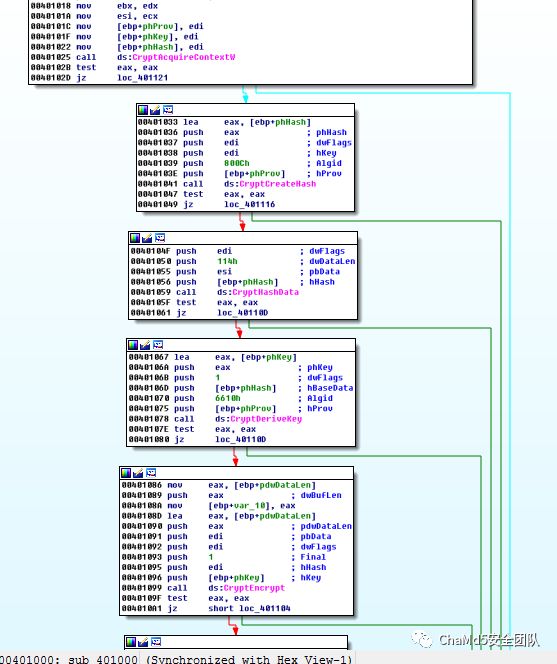 00401018 mov ebx, edx
0040101A mov esi, ecx
0040101C mov [ebp+phProv], edi
0040101F mov [ebp+phKey], edi
00401022 mov [ebp+phHash], edi
00401025 call ds:CryptAcquireContextW
0040102B test eax, eax
0040102D jz loc_401121
00401033 lea eax, [ebp+phHash]
00401036 push eax ; phHash
00401037 push edi ; dwFlags
00401038 push edi ; hKey
00401039 push 800Ch ; Algid
0040103E push [ebp+phProv] ; hProv
00401041 call ds:CryptCreateHash
00401047 test eax, eax
00401049 jz loc_401116
0040104F push edi ; dwFlags
00401050 push 114h ; dwDataLen
00401055 push esi ; pbData
00401056 push [ebp+phHash] ; hHash
00401059 call ds:CryptHashData
0040105F test eax, eax
00401061 jz loc_40110D
00401067 lea eax, [ebp+phKey]
0040106A push eax ; phKey
0040106B push 1 ; dwFlags
0040106D push [ebp+phHash] ; hBaseData
00401070 push 6610h ; Algid
00401075 push [ebp+phProv] ; hProv
00401078 call ds:CryptDeriveKey
0040107E test eax, eax
00401080 jz loc_40110D
00401086 mov eax, [ebp+pdwDataLen]
00401089 push eax ; dwBufLen
0040108A mov [ebp+var_10], eax
0040108D lea eax, [ebp+pdwDataLen]
00401090 push eax ; pdwDataLen
00401091 push edi ; pbData
00401092 push edi ; dwFlags
00401093 push 1 ; Final
00401095 push edi ; hHash
00401096 push [ebp+phKey] ; hKey
00401099 call ds:CryptEncrypt
0040109F test eax, eax
004010A1 jz short loc_401104
ChaMd5安全团队
00401000: sub_401000 (Synchronized with Hex View-1)